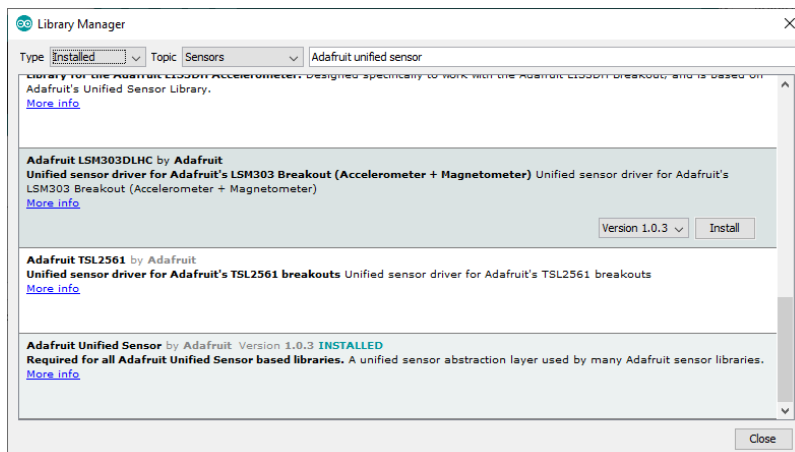 Library Manager
Type Installed Topic Sensors Adafruit unified sensor
Library for the Adafruit LIS3DH Accelerometer. Designed specifically to work with the Adafruit LIS3DH Breakout, and is based on
Adafruit's Unified Sensor Library.
More info
Adafruit LSM303DLHC by Adafruit
Unified sensor driver for Adafruit's LSM303 Breakout (Accelerometer + Magnetometer) Unified sensor driver for Adafruit's
LSM303 Breakout (Accelerometer + Magnetometer)
More info
Version 1.0.3 Install
Adafruit TSL2561 by Adafruit
Unified sensor driver for Adafruit's TSL2561 breakouts Unified sensor driver for Adafruit's TSL2561 breakouts
More info
Adafruit Unified Sensor by Adafruit Version 1.0.3 INSTALLED
Required for all Adafruit Unified Sensor based libraries. A unified sensor abstraction layer used by many Adafruit sensor libraries.
More info
Close